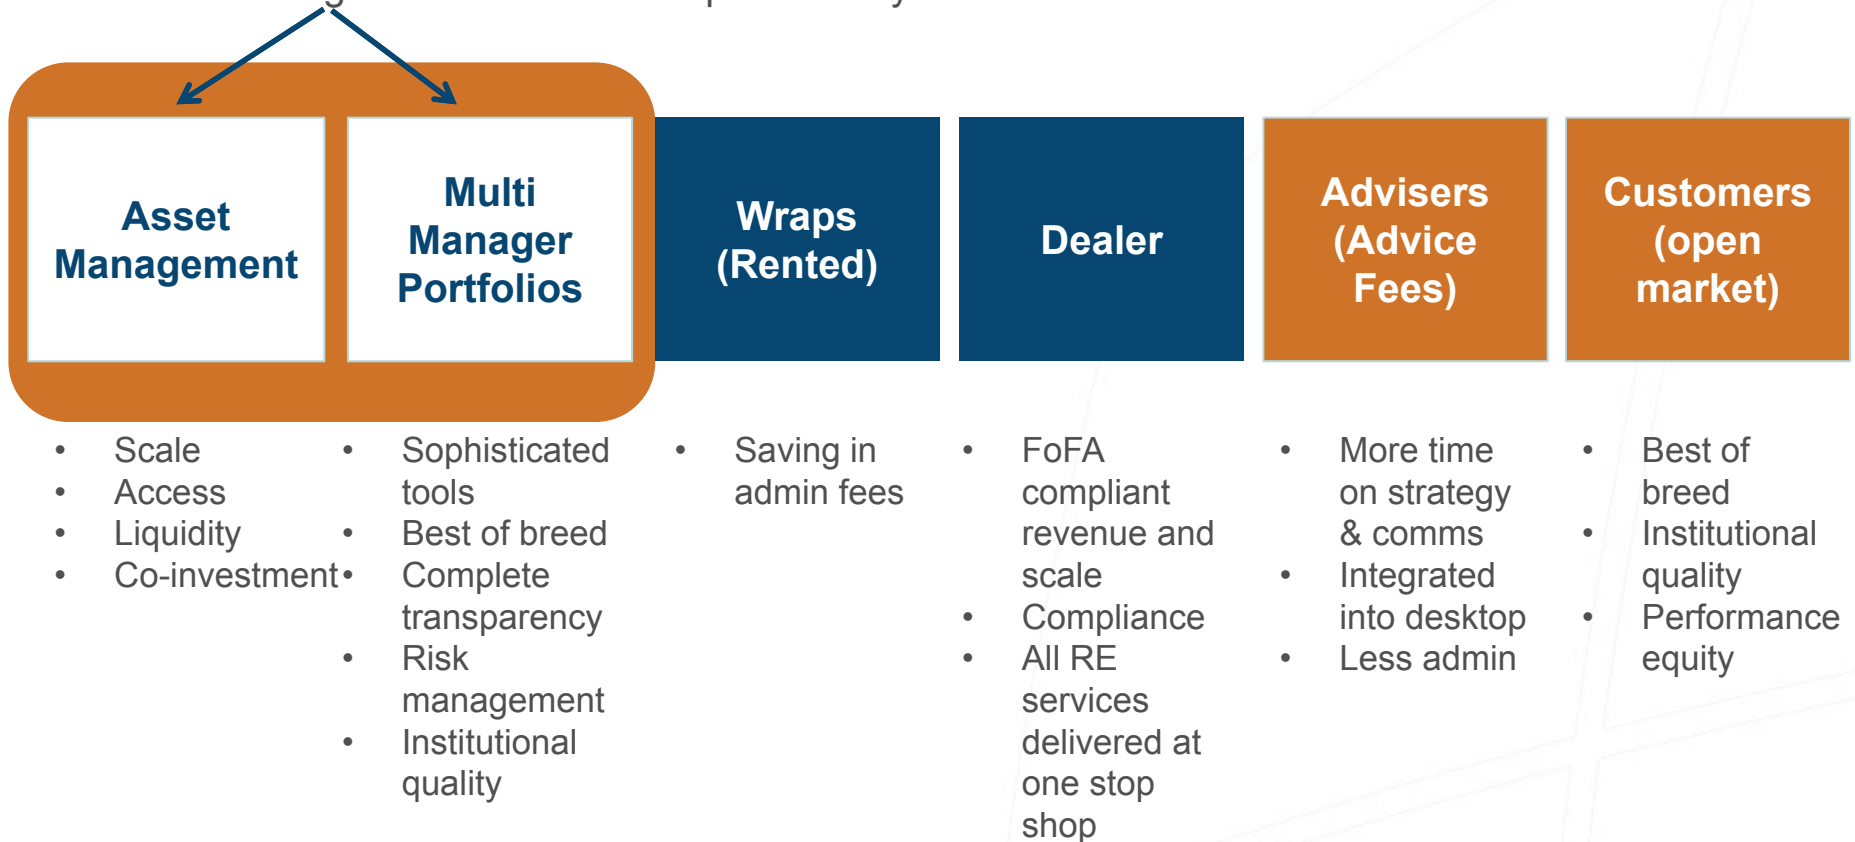 Asset
Management
Multi
Manager
Portfolios
Wraps
(Rented)
Dealer
Advisers
(Advice
Fees)
Customers
(open
market)
• Scale
• Access
• Liquidity
• Co-investment
• Sophisticated
tools
• Best of breed
• Complete
transparency
• Risk
management
• Institutional
quality
• Saving in
admin fees
• FoFA
compliant
revenue and
scale
• Compliance
• All RE
services
delivered at
one stop
shop
• More time
on strategy
& comms
• Integrated
into desktop
• Less admin
• Best of
breed
• Institutional
quality
• Performance
equity